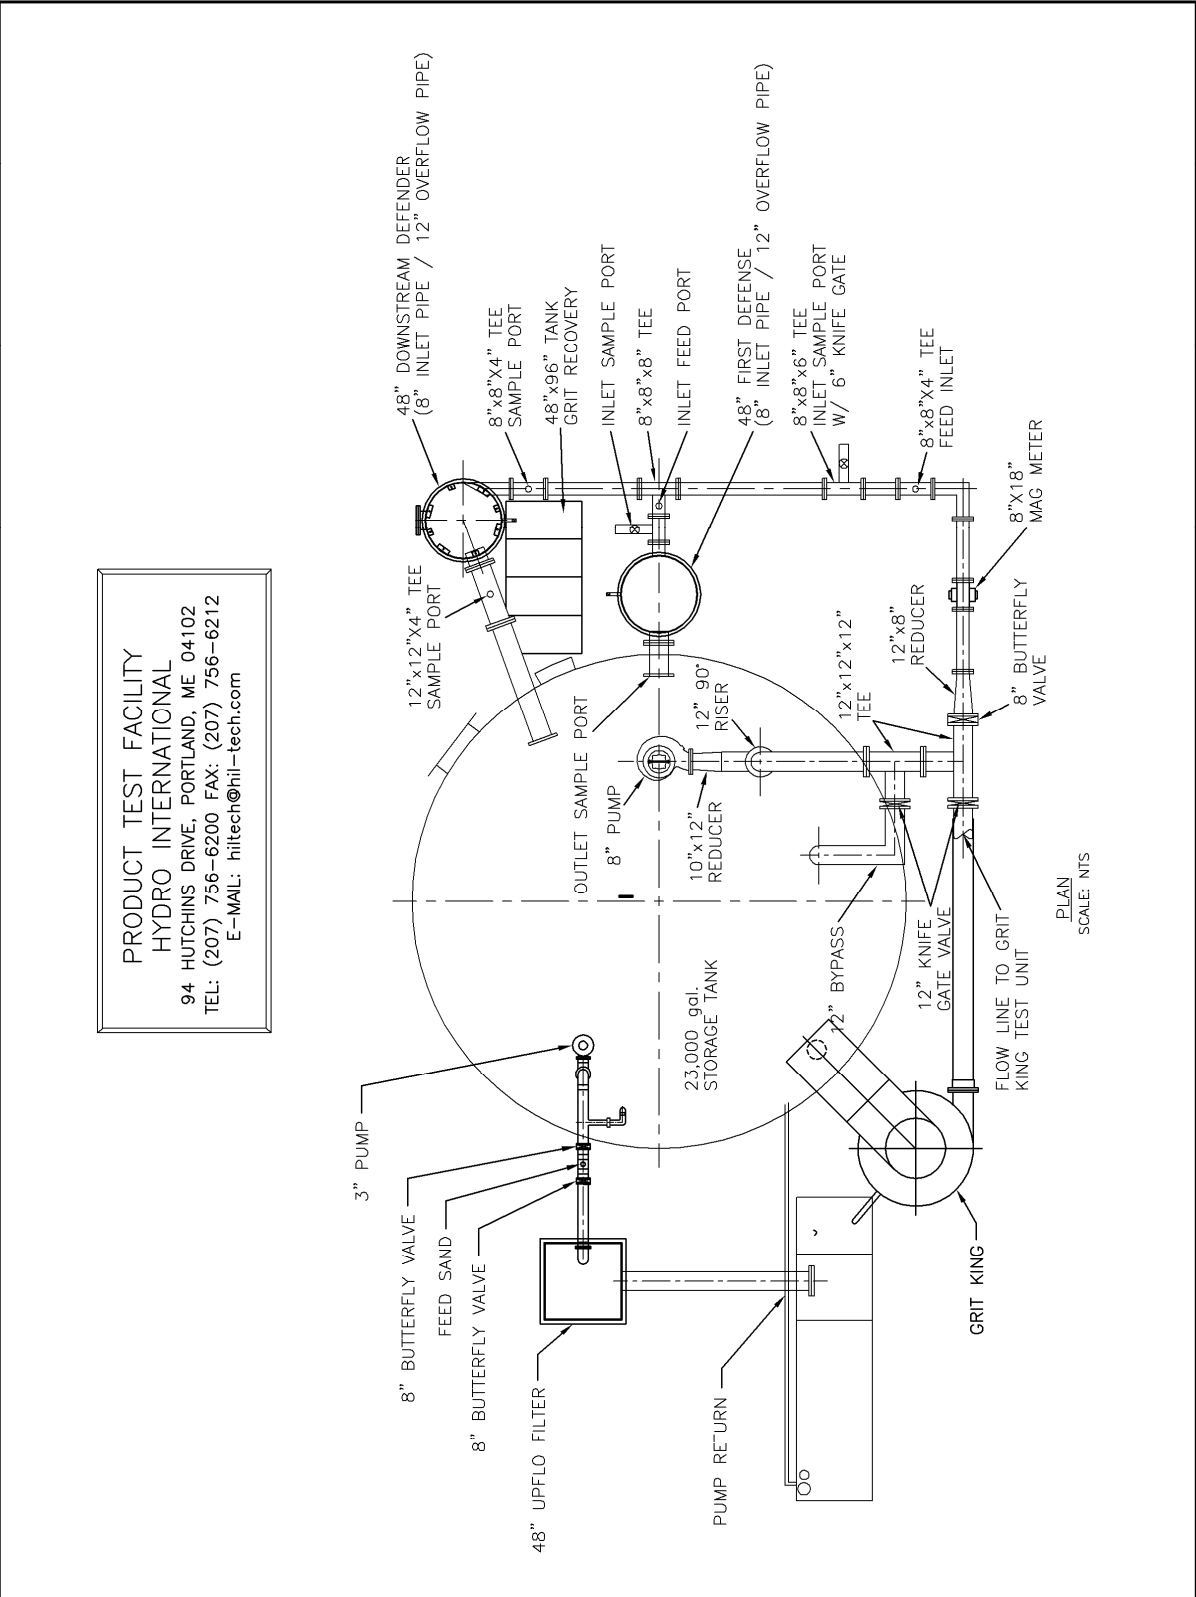 PRODUCT TEST FACILITY
HYDRO INTERNATIONAL
94 HUTCHINS DRIVE, PORTLAND, ME 04102
TEL: (207) 756-6200 FAX: (207) 756-6212
E-MAIL: hiltech@hil-tech.com
3" PUMP
8" BUTTERFLY VALVE
FEED SAND
8" BUTTERFLY VALVE
48" UPFLO FILTER
PUMP RETURN
GRIT KING
23,000 gal.
STORAGE TANK
12" BYPASS
12" KNIFE
GATE VALVE
FLOW LINE TO GRIT
KING TEST UNIT
PLAN
SCALE: NTS
OUTLET SAMPLE PORT
8" PUMP
10"x12"
REDUCER
12" 90°
RISER
12"x12"x12"
TEE
12"x8"
REDUCER
8" BUTTERFLY
VALVE
12"x12"X4" TEE
SAMPLE PORT
48" DOWNSTREAM DEFENDER
(8" INLET PIPE / 12" OVERFLOW PIPE)
8"x8"X4" TEE
SAMPLE PORT
48"x96" TANK
GRIT RECOVERY
INLET SAMPLE PORT
8"x8"x8" TEE
INLET FEED PORT
48" FIRST DEFENSE
(8" INLET PIPE / 12" OVERFLOW PIPE)
8"x8"x6" TEE
INLET SAMPLE PORT
W/ 6" KNIFE GATE
8"x8"X4" TEE
FEED INLET
8"X18"
MAG METER